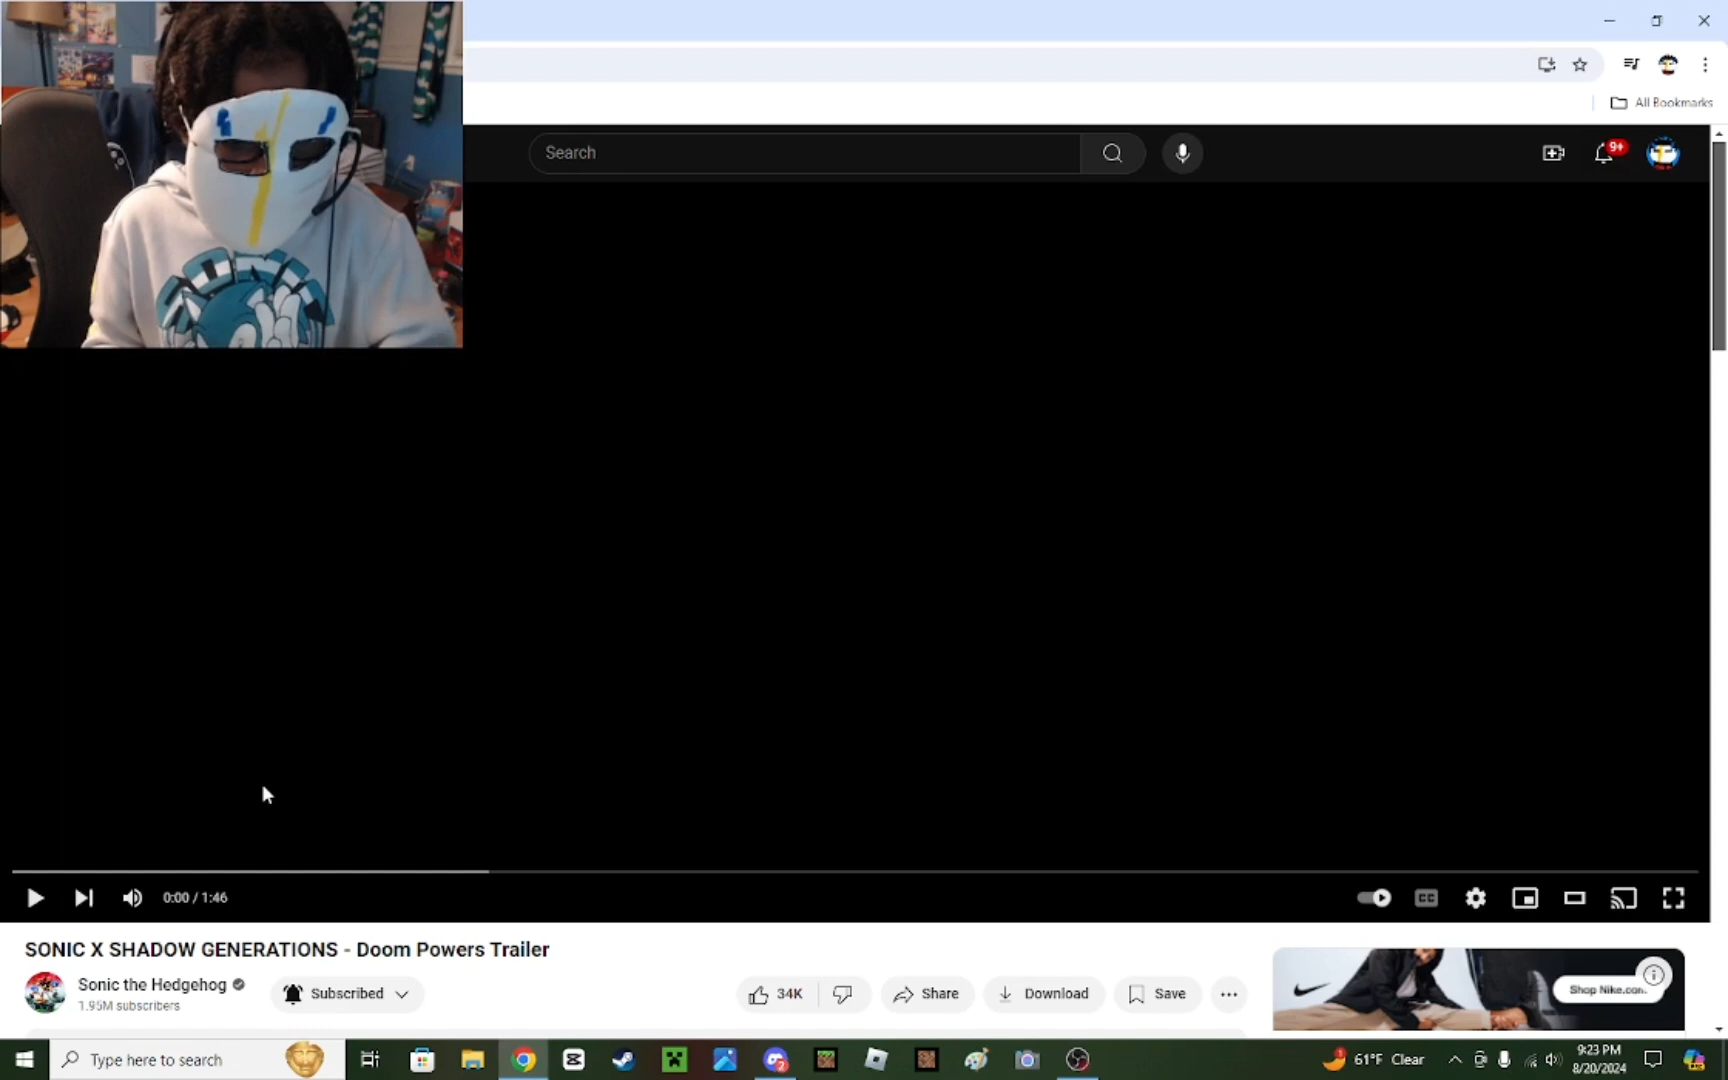 All Bookmarks
Search
9+
0:00 / 1:46
CC
SONIC X SHADOW GENERATIONS - Doom Powers Trailer
Sonic the Hedgehog
1.95M subscribers
Subscribed
34K
Share
Download
Save
Shop Nike.com
Type here to search
2
61°F Clear
9:23 PM
8/20/2024